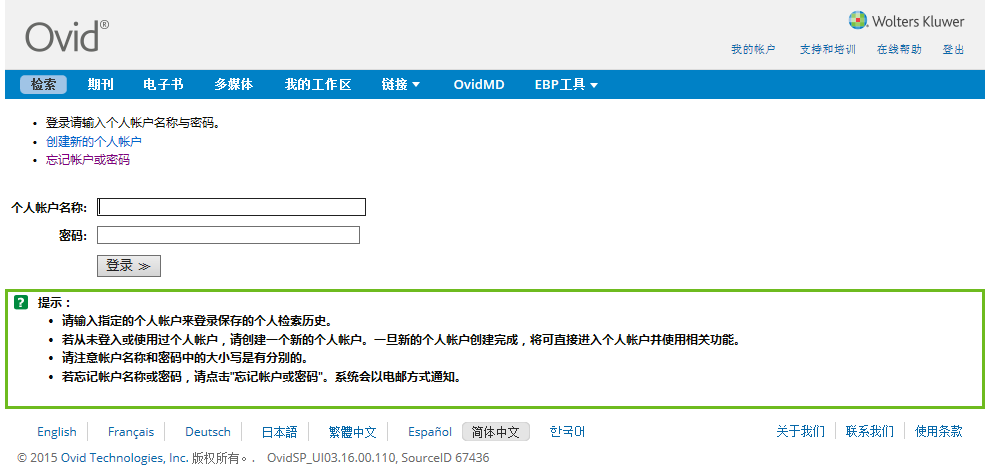 Ovid®
Wolters Kluwer
我的帐户 支持和培训 在线帮助 登出
检索 期刊 电子书 多媒体 我的工作区 链接 OvidMD EBP工具
登录请输入个人帐户名称与密码。
创建新的个人帐户
忘记帐户或密码
个人帐户名称:
密码:
登录 ≫
? 提示：
请输入指定的个人帐户来登录保存的个人检索历史。
若从未登入或使用过个人帐户，请创建一个新的个人帐户。一旦新的个人帐户创建完成，将可直接进入个人帐户并使用相关功能。
请注意帐户名称和密码中的大小写是有分别的。
若忘记帐户名称或密码，请点击"忘记帐户或密码"。系统会以电邮方式通知。
English Français Deutsch 日本語 繁體中文 Español 简体中文 한국어 关于我们 联系我们 使用条款
© 2015 Ovid Technologies, Inc. 版权所有。. OvidSP_UI03.16.00.110, SourceID 67436